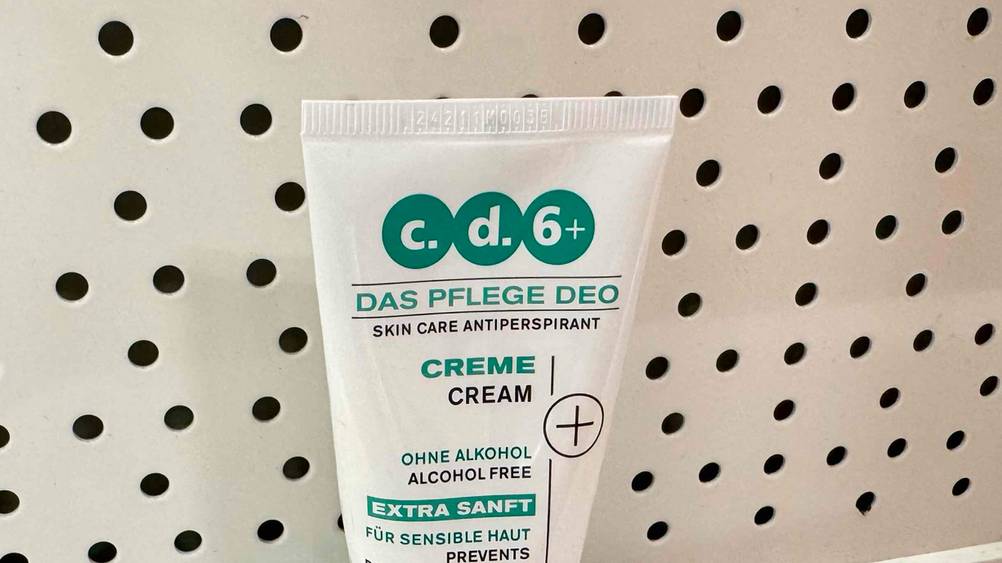 24211M0035
c. d. 6+
DAS PFLEGE DEO
SKIN CARE ANTIPERSPIRANT
CREME
CREAM
OHNE ALKOHOL
ALCOHOL FREE
EXTRA SANFT
FÜR SENSIBLE HAUT
PREVENTS